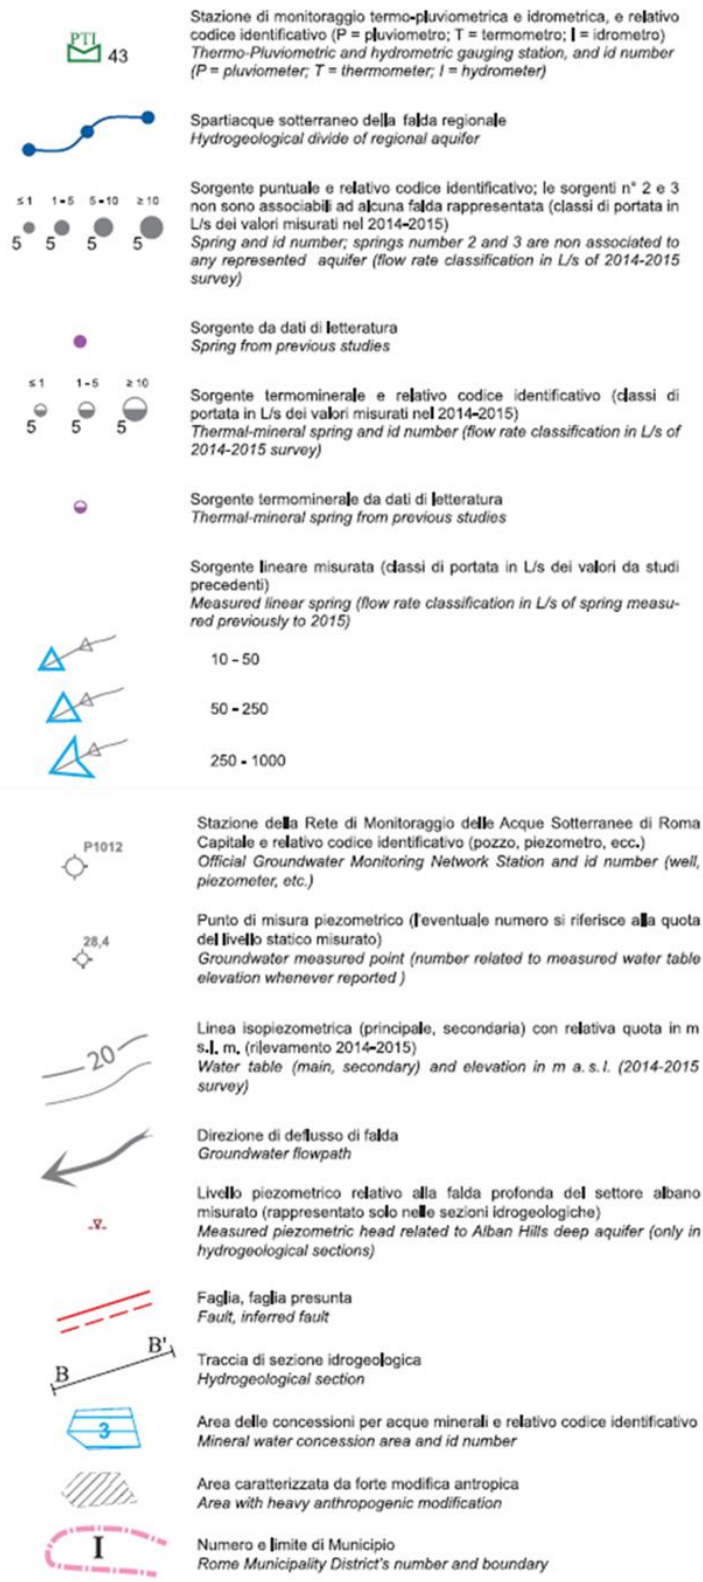 PTI
43
Stazione di monitoraggio termo-pluviometrica e idrometrica, e relativo
codice identificativo (P = pluviometro; T = termometro; I = idrometro)
Thermo-Pluviometric and hydrometric gauging station, and id number
(P = pluviometer; T = thermometer; I = hydrometer)
Spartiacque sotterraneo della falda regionale
Hydrogeological divide of regional aquifer
≤ 1 1-5 5-10 ≥ 10
5 5 5 5
Sorgente puntuale e relativo codice identificativo; le sorgenti n° 2 e 3
non sono associabili ad alcuna falda rappresentata (classi di portata in
L/s dei valori misurati nel 2014-2015)
Spring and id number; springs number 2 and 3 are non associated to
any represented aquifer (flow rate classification in L/s of 2014-2015
survey)
Sorgente da dati di letteratura
Spring from previous studies
≤ 1 1-5 ≥ 10
5 5 5
Sorgente termominerale e relativo codice identificativo (classi di
portata in L/s dei valori misurati nel 2014-2015)
Thermal-mineral spring and id number (flow rate classification in L/s of
2014-2015 survey)
Sorgente termominerale da dati di letteratura
Thermal-mineral spring from previous studies
Sorgente lineare misurata (classi di portata in L/s dei valori da studi
precedenti)
Measured linear spring (flow rate classification in L/s of spring measu-
red previously to 2015)
10 - 50
50 - 250
250 - 1000
P1012
Stazione della Rete di Monitoraggio delle Acque Sotterranee di Roma
Capitale e relativo codice identificativo (pozzo, piezometro, ecc.)
Official Groundwater Monitoring Network Station and id number (well,
piezometer, etc.)
28,4
Punto di misura piezometrico (l'eventuale numero si riferisce alla quota
del livello statico misurato)
Groundwater measured point (number related to measured water table
elevation whenever reported )
20
Linea isopiezometrica (principale, secondaria) con relativa quota in m
s.l. m. (rilevamento 2014-2015)
Water table (main, secondary) and elevation in m a. s. l. (2014-2015
survey)
Direzione di deflusso di falda
Groundwater flowpath
Livello piezometrico relativo alla falda profonda del settore albano
misurato (rappresentato solo nelle sezioni idrogeologiche)
Measured piezometric head related to Alban Hills deep aquifer (only in
hydrogeological sections)
Faglia, faglia presunta
Fault, inferred fault
B B'
Traccia di sezione idrogeologica
Hydrogeological section
3
Area delle concessioni per acque minerali e relativo codice identificativo
Mineral water concession area and id number
Area caratterizzata da forte modifica antropica
Area with heavy anthropogenic modification
I
Numero e limite di Municipio
Rome Municipality District's number and boundary